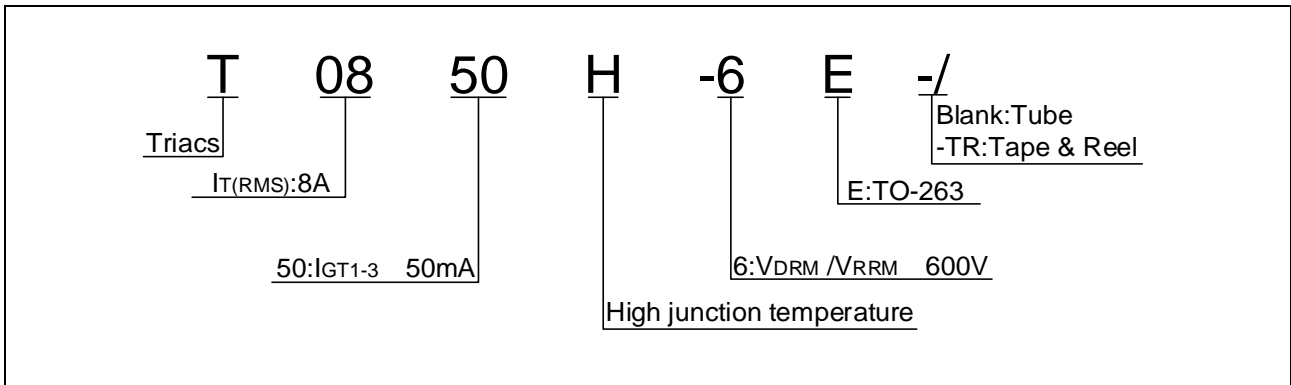 T 08 50 H -6 E -/
Blank:Tube
Triacs
-TR:Tape & Reel
IT(RMS):8A
E:TO-263
50:IGT1-3 50mA
6:VDRM /VRRM 600V
High junction temperature